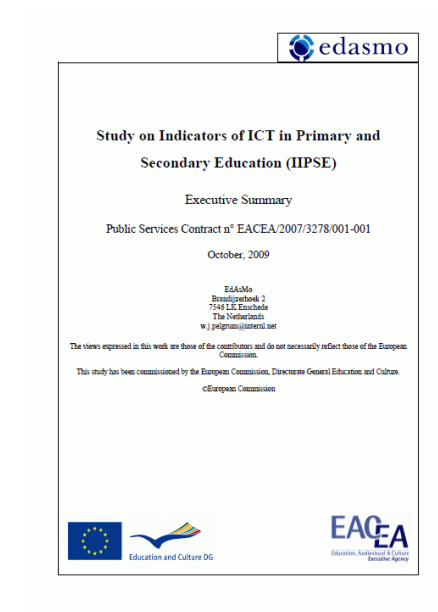 edasmo
Study on Indicators of ICT in Primary and
Secondary Education (IIPSE)
Executive Summary
Public Services Contract n° EACEA/2007/3278/001-001
October, 2009
EdAsMo
Brandijzerhoek 2
7546 LK Enschede
The Netherlands
w.j.pelgrum@internl.net
The views expressed in this work are those of the contributors and do not necessarily reflect those of the European
Commission.
This study has been commissioned by the European Commission, Directorate General Education and Culture.
©European Commission
Education and Culture DG
EACEA
Education, Audiovisual & Culture
Executive Agency